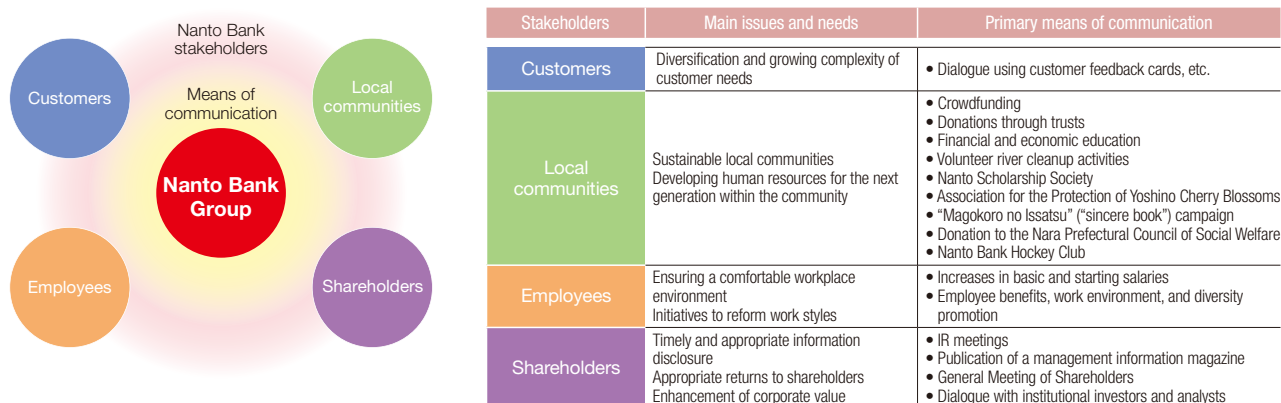 Nanto Bank
stakeholders
Customers
Local
communities
Means of
communication
Nanto Bank
Group
Employees
Shareholders
Stakeholders
Main issues and needs
Primary means of communication
Customers
Diversification and growing complexity of
customer needs
• Dialogue using customer feedback cards, etc.
Local
communities
Sustainable local communities
Developing human resources for the next
generation within the community
• Crowdfunding
• Donations through trusts
• Financial and economic education
• Volunteer river cleanup activities
• Nanto Scholarship Society
• Association for the Protection of Yoshino Cherry Blossoms
• “Magokoro no Issatsu” (“sincere book”) campaign
• Donation to the Nara Prefectural Council of Social Welfare
• Nanto Bank Hockey Club
Employees
Ensuring a comfortable workplace
environment
Initiatives to reform work styles
• Increases in basic and starting salaries
• Employee benefits, work environment, and diversity
promotion
Shareholders
Timely and appropriate information
disclosure
Appropriate returns to shareholders
Enhancement of corporate value
• IR meetings
• Publication of a management information magazine
• General Meeting of Shareholders
• Dialogue with institutional investors and analysts